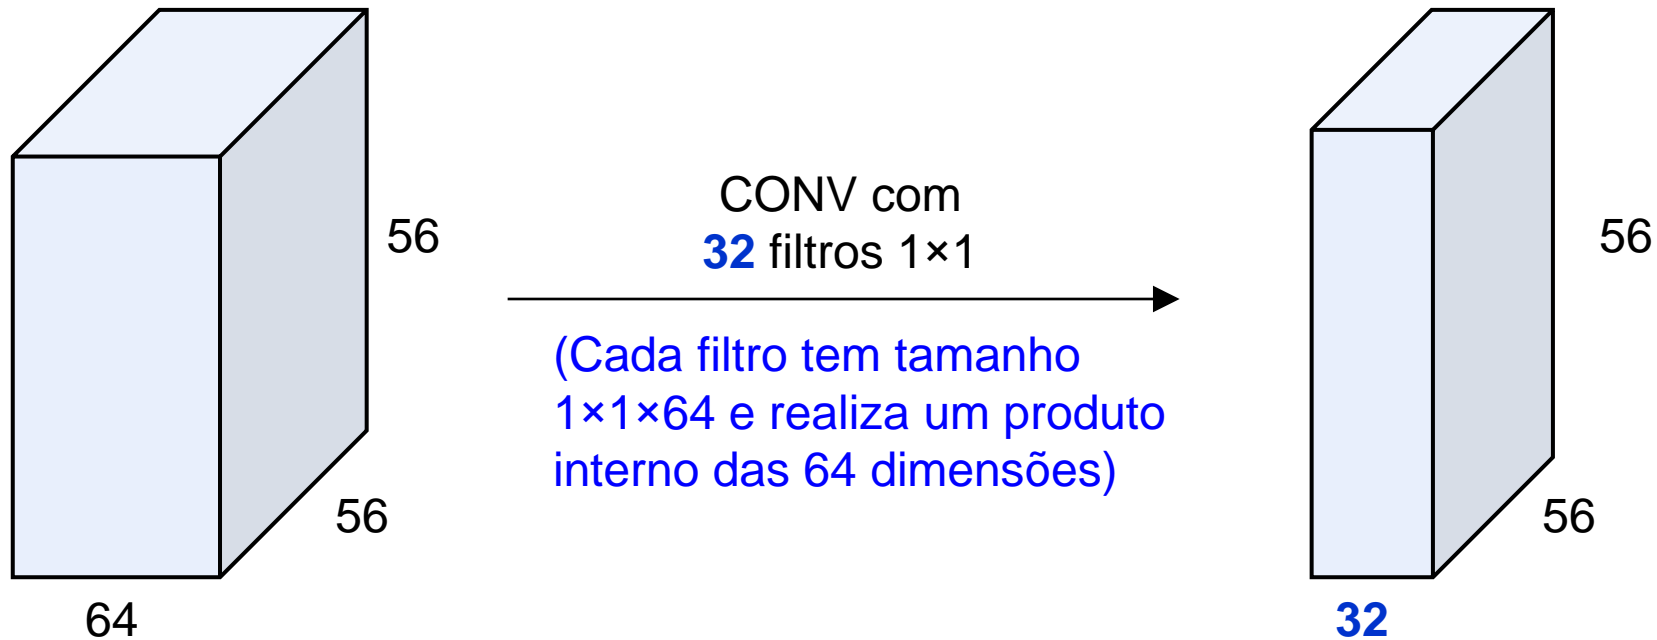 56
56
64
CONV com
32 filtros 1×1
(Cada filtro tem tamanho
1×1×64 e realiza um produto
interno das 64 dimensões)
56
56
32